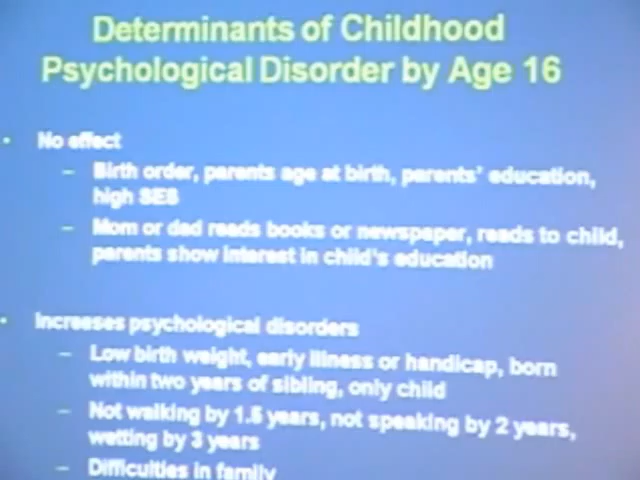 Determinants of Childhood
Psychological Disorder by Age 16
• No effect
– Birth order, parents age at birth, parents' education,
high SES
– Mom or dad reads books or newspaper, reads to child,
parents show interest in child's education
• Increases psychological disorders
– Low birth weight, early illness or handicap, born
within two years of sibling, only child
– Not walking by 1.5 years, not speaking by 2 years,
wetting by 3 years
– Difficulties in family